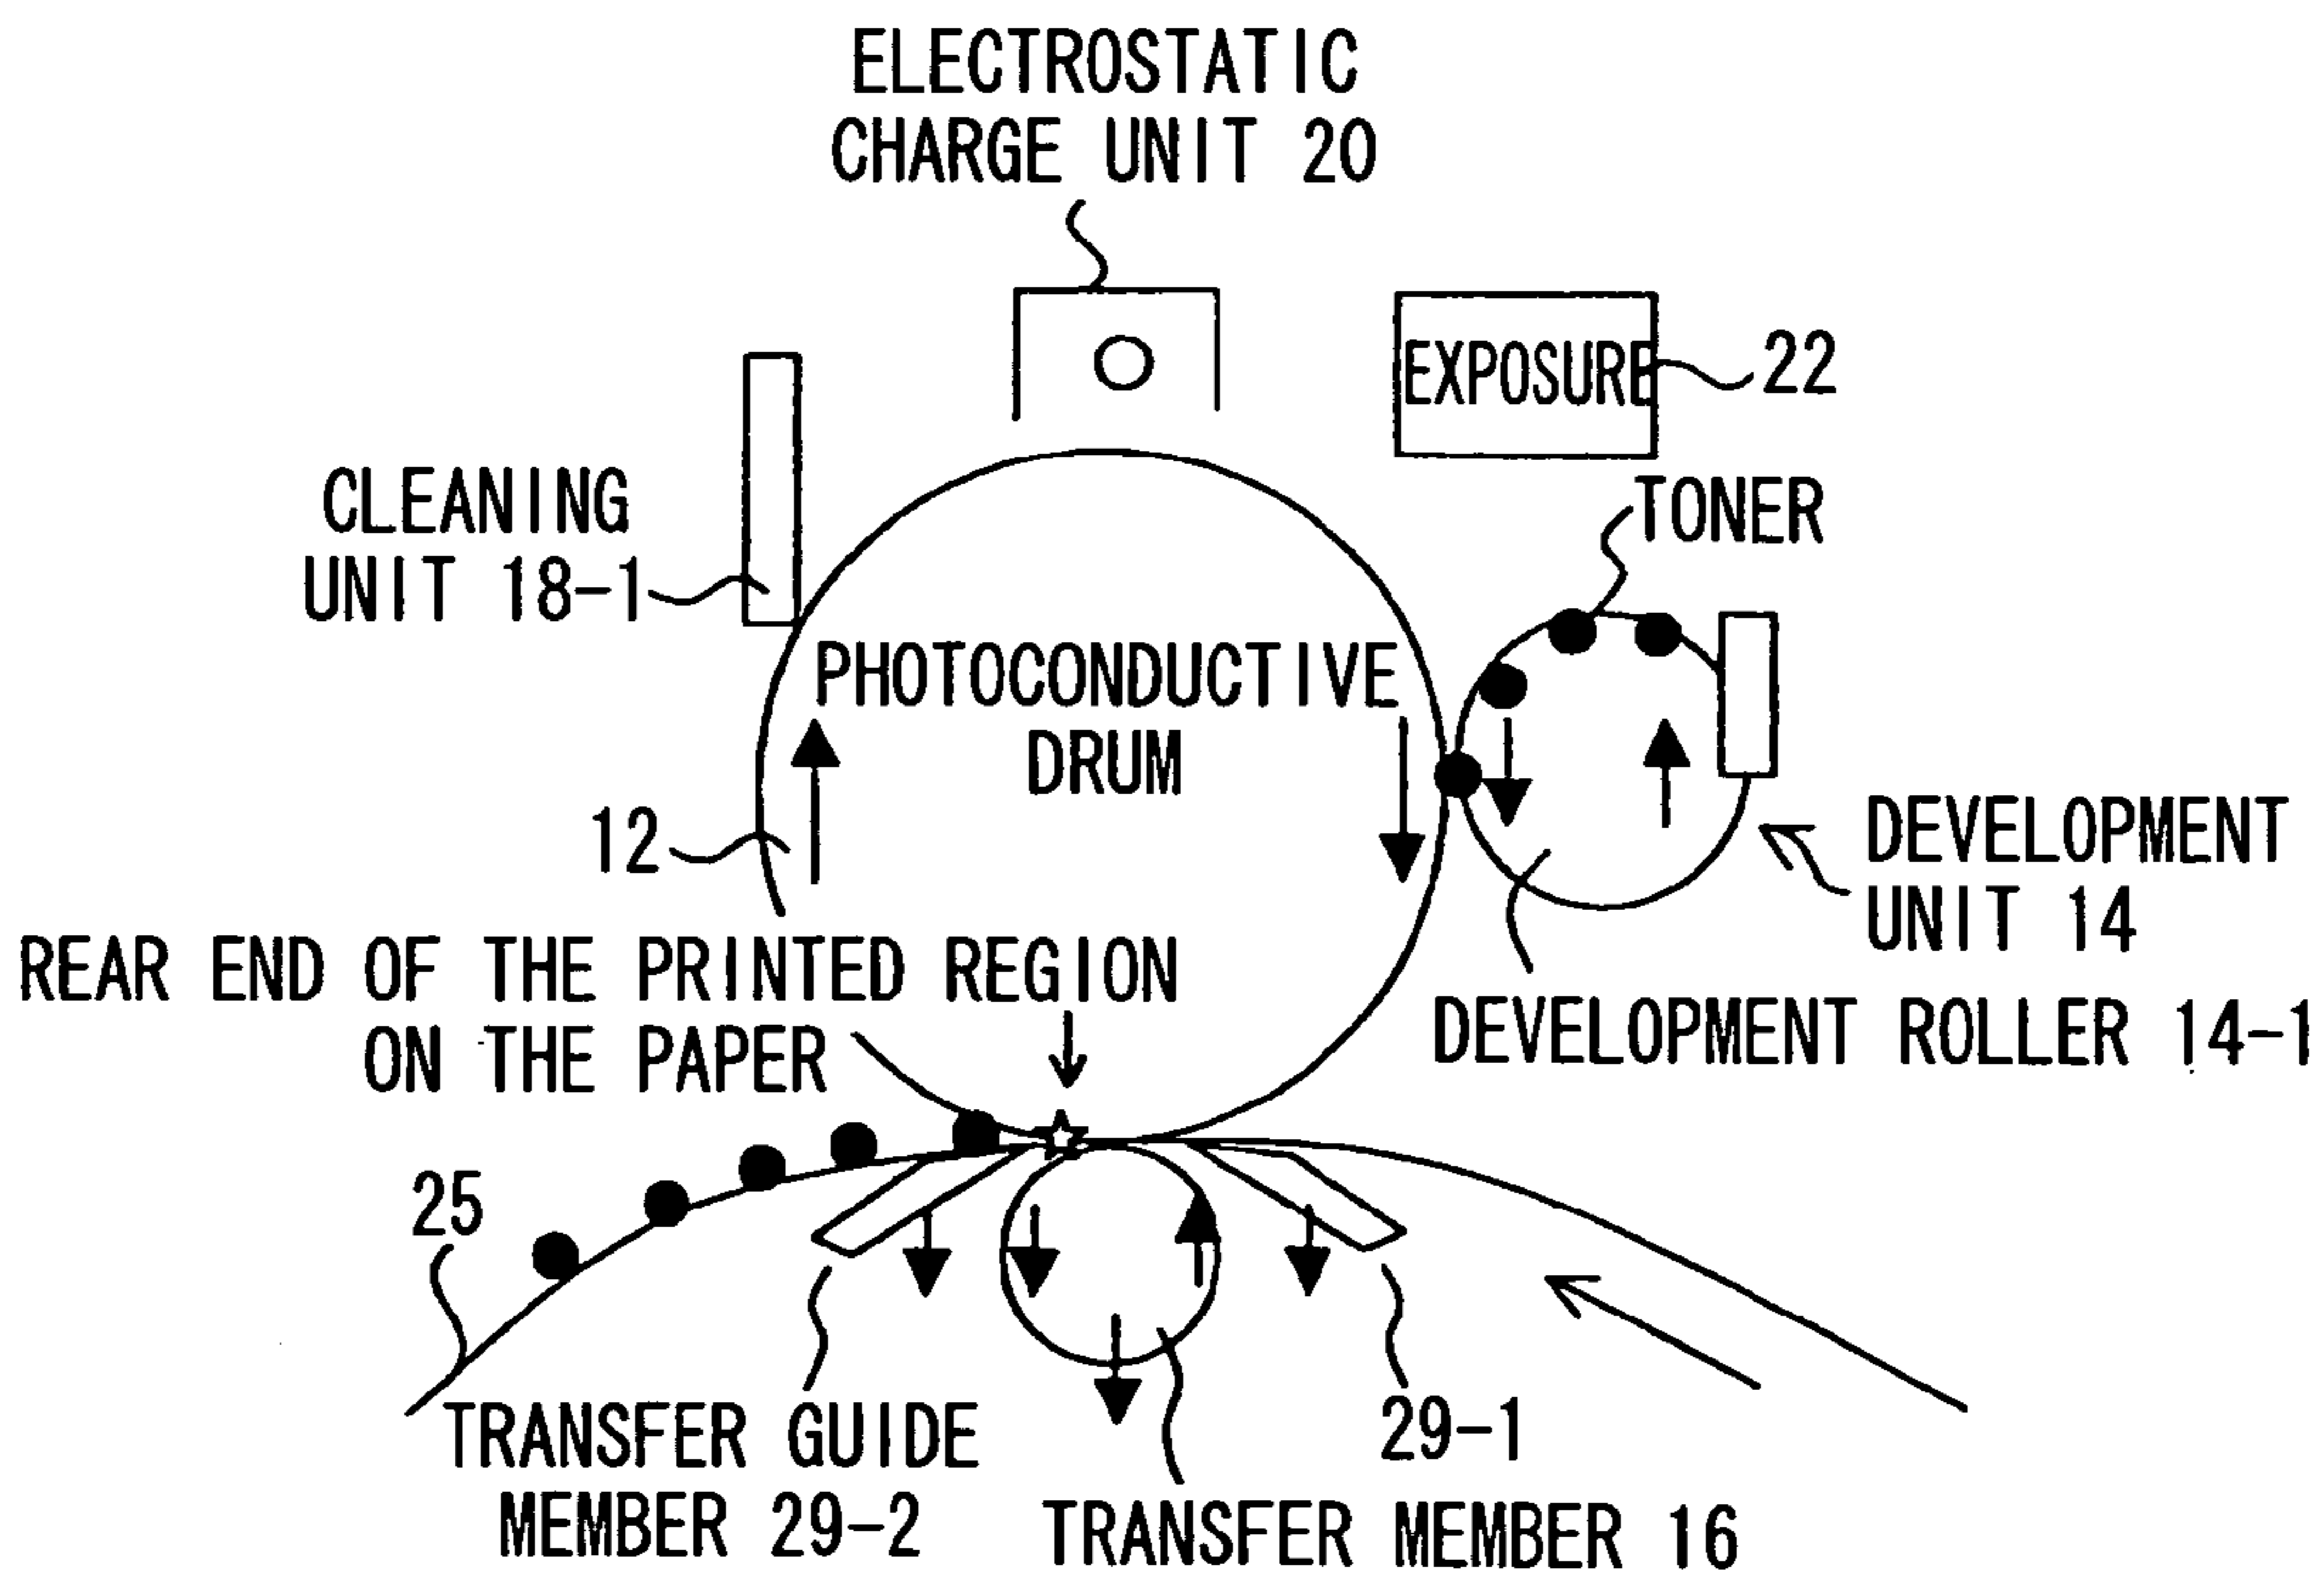 ELECTROSTATIC
CHARGE UNIT 20
EXPOSURE
22
CLEANING
UNIT 18-1
TONER
PHOTOCONDUCTIVE
DRUM
12
DEVELOPMENT
UNIT 14
REAR END OF THE PRINTED REGION
ON THE PAPER
DEVELOPMENT ROLLER 14-1
25
TRANSFER GUIDE
MEMBER 29-2
29-1
TRANSFER MEMBER 16